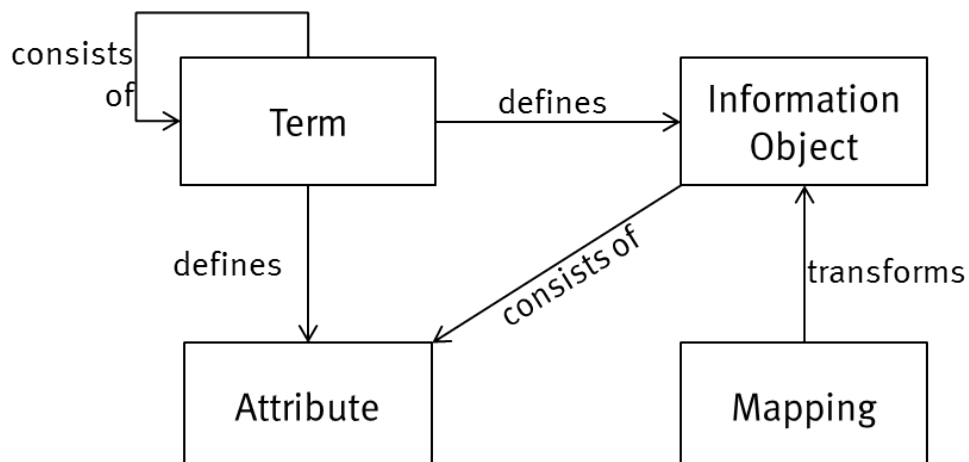 consists
of
Term
defines
Information
Object
defines
consists of
transforms
Attribute
Mapping